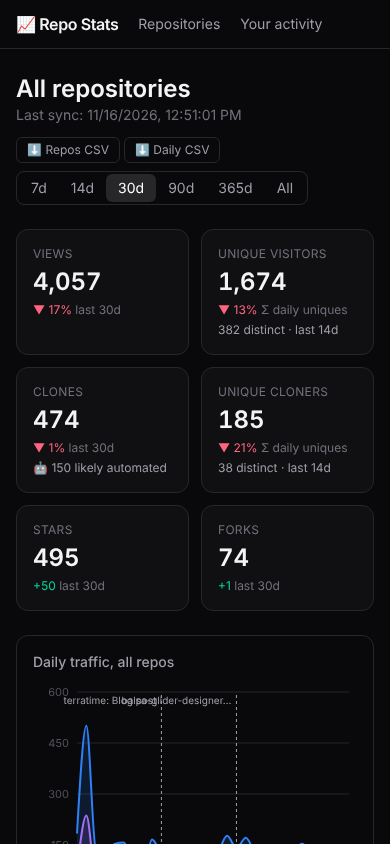 📈 Repo Stats Repositories Your activity
All repositories
Last sync: 11/16/2026, 12:51:01 PM
⬇️ Repos CSV ⬇️ Daily CSV
7d 14d 30d 90d 365d All
VIEWS
4,057
▼ 17% last 30d
UNIQUE VISITORS
1,674
▼ 13% Σ daily uniques
382 distinct · last 14d
CLONES
474
▼ 1% last 30d
🤖 150 likely automated
UNIQUE CLONERS
185
▼ 21% Σ daily uniques
38 distinct · last 14d
STARS
495
+50 last 30d
FORKS
74
+1 last 30d
Daily traffic, all repos
600
terratime:
450
300
150